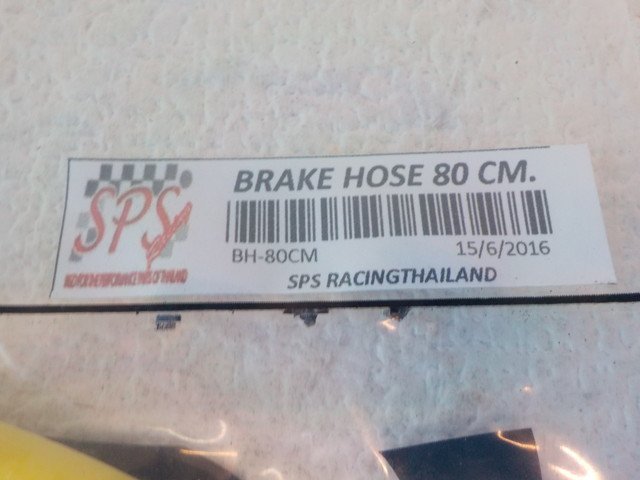 SPS
BRAKE HOSE 80 CM.
BH-80CM 15/6/2016
SPS RACINGTHAILAND